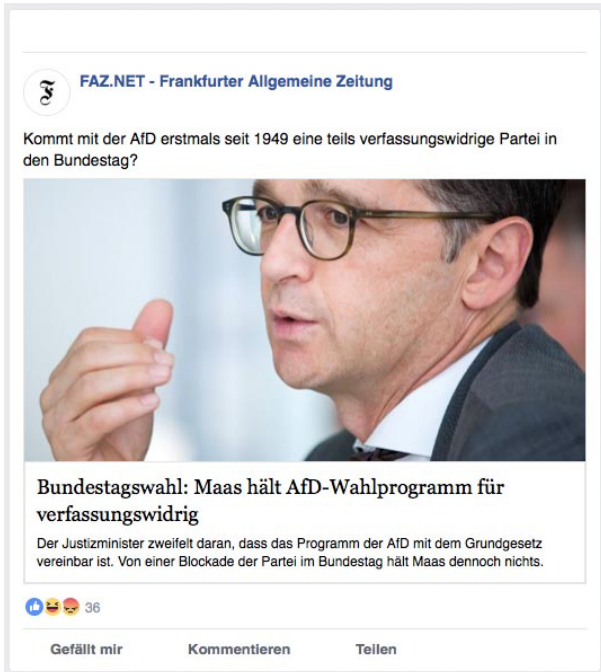 FAZ.NET - Frankfurter Allgemeine Zeitung
Kommt mit der AfD erstmals seit 1949 eine teils verfassungswidrige Partei in
den Bundestag?
Bundestagswahl: Maas hält AfD-Wahlprogramm für
verfassungswidrig
Der Justizminister zweifelt daran, dass das Programm der AfD mit dem Grundgesetz
vereinbar ist. Von einer Blockade der Partei im Bundestag hält Maas dennoch nichts.
36
Gefällt mir Kommentieren Teilen